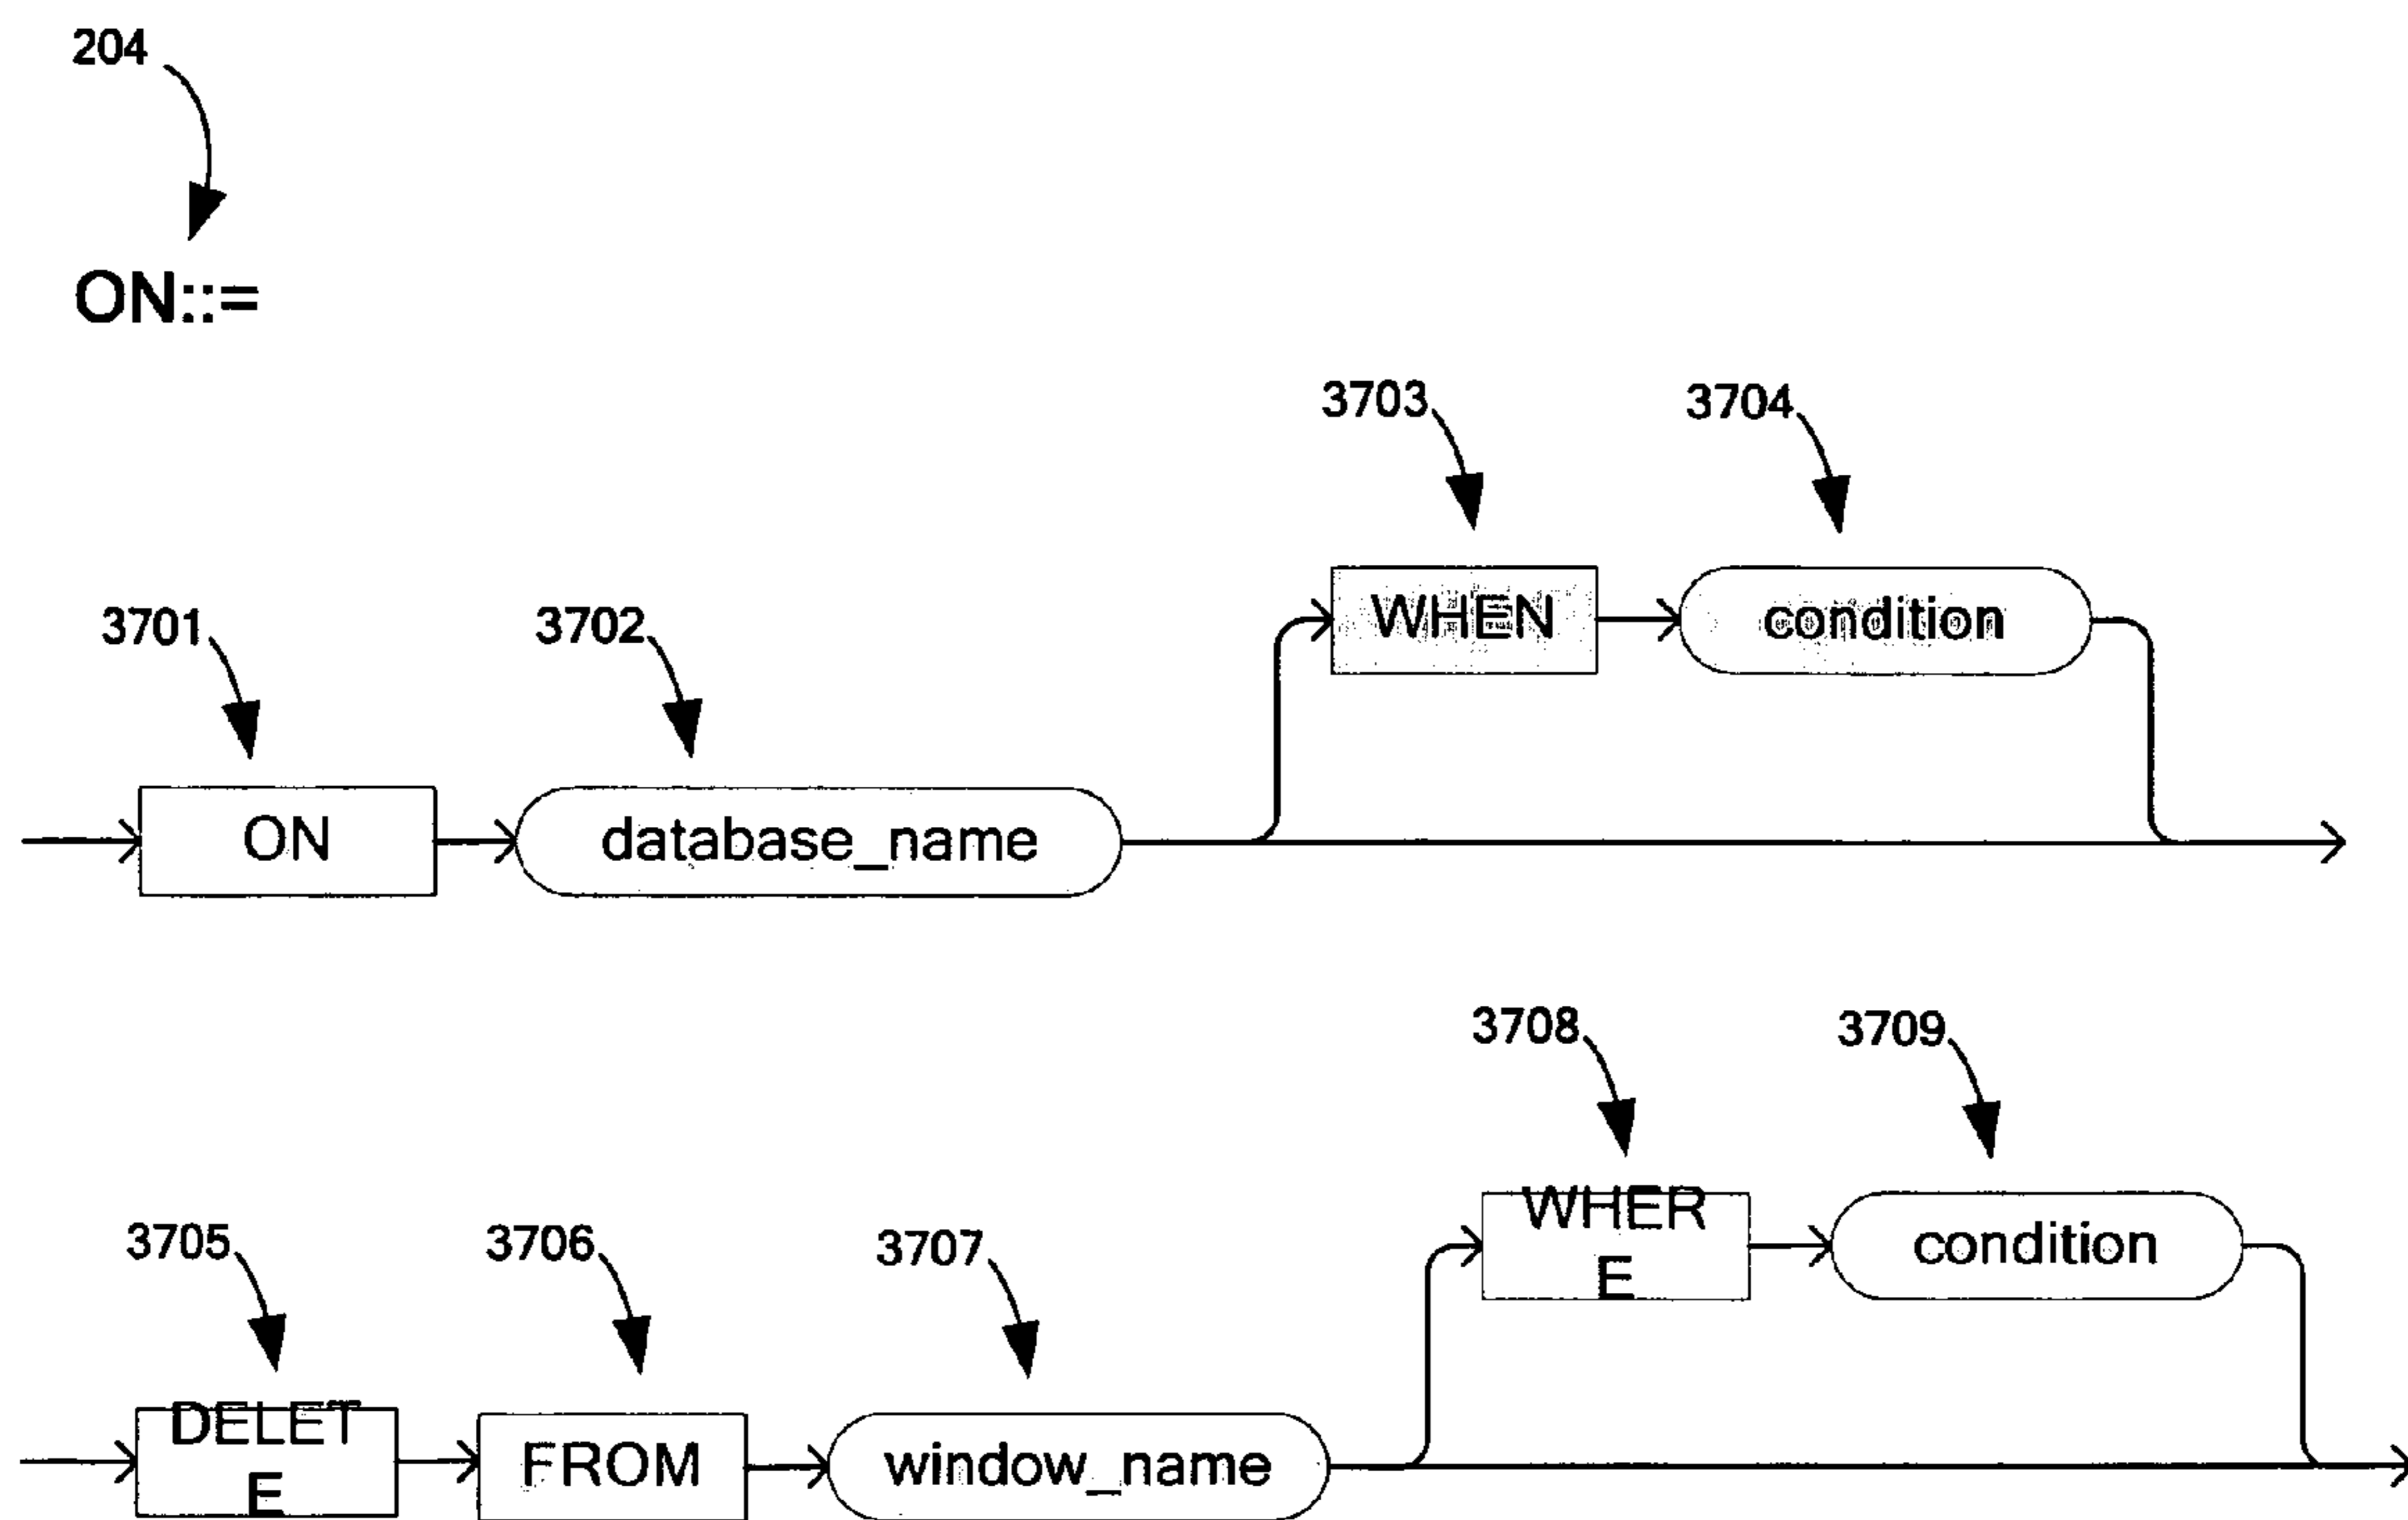 204
ON::=
3703
3704
3701
3702
WHEN
condition
ON
database_name
3708
3709
3705
3706
3707
WHER
E
condition
DELET
E
FROM
window_name